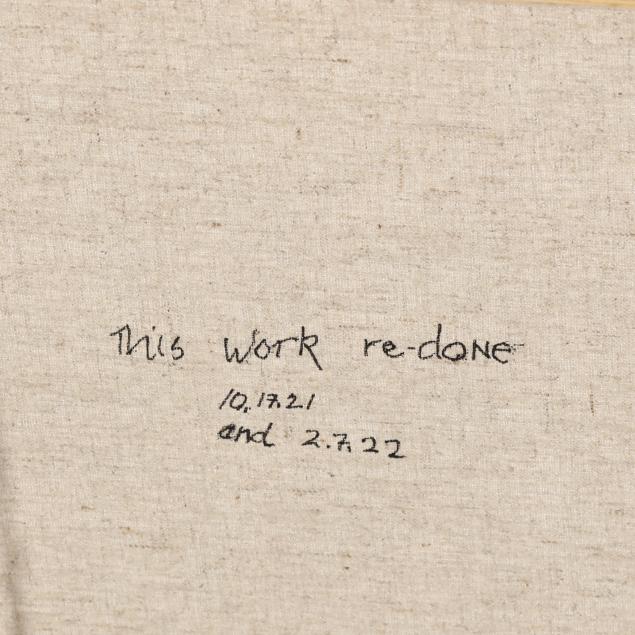 This work re-done
10.17.21
and 2.7.22